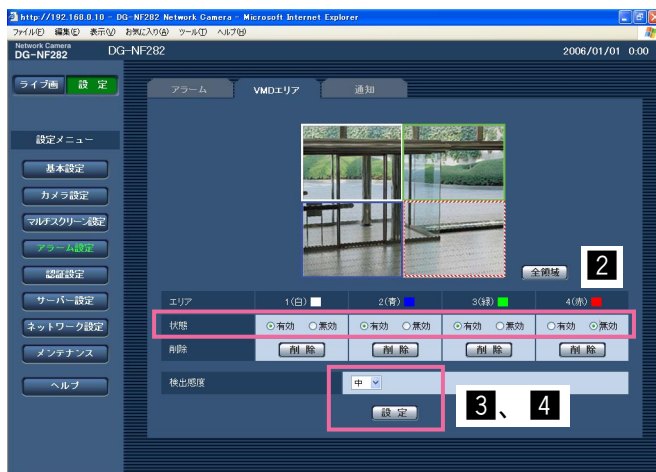 http://192.168.0.10 - DG-NF282 Network Camera - Microsoft Internet Explorer
ファイル(F) 編集(E) 表示(V) お気に入り(A) ツール(T) ヘルプ(H)
Network Camera
DG-NF282 DG-NF282 2006/01/01 0:00
ライブ画 設 定
アラーム VMDエリア 通知
設定メニュー
基本設定
カメラ設定
マルチスクリーン設定
アラーム設定
認証設定
サーバー設定
ネットワーク設定
メンテナンス
ヘルプ
全領域 2
エリア 1(白) 2(青) 3(緑) 4(赤)
状態 有効 無効 有効 無効 有効 無効 有効 無効
削除 削 除 削 除 削 除 削 除
検出感度 中
設 定 3、 4